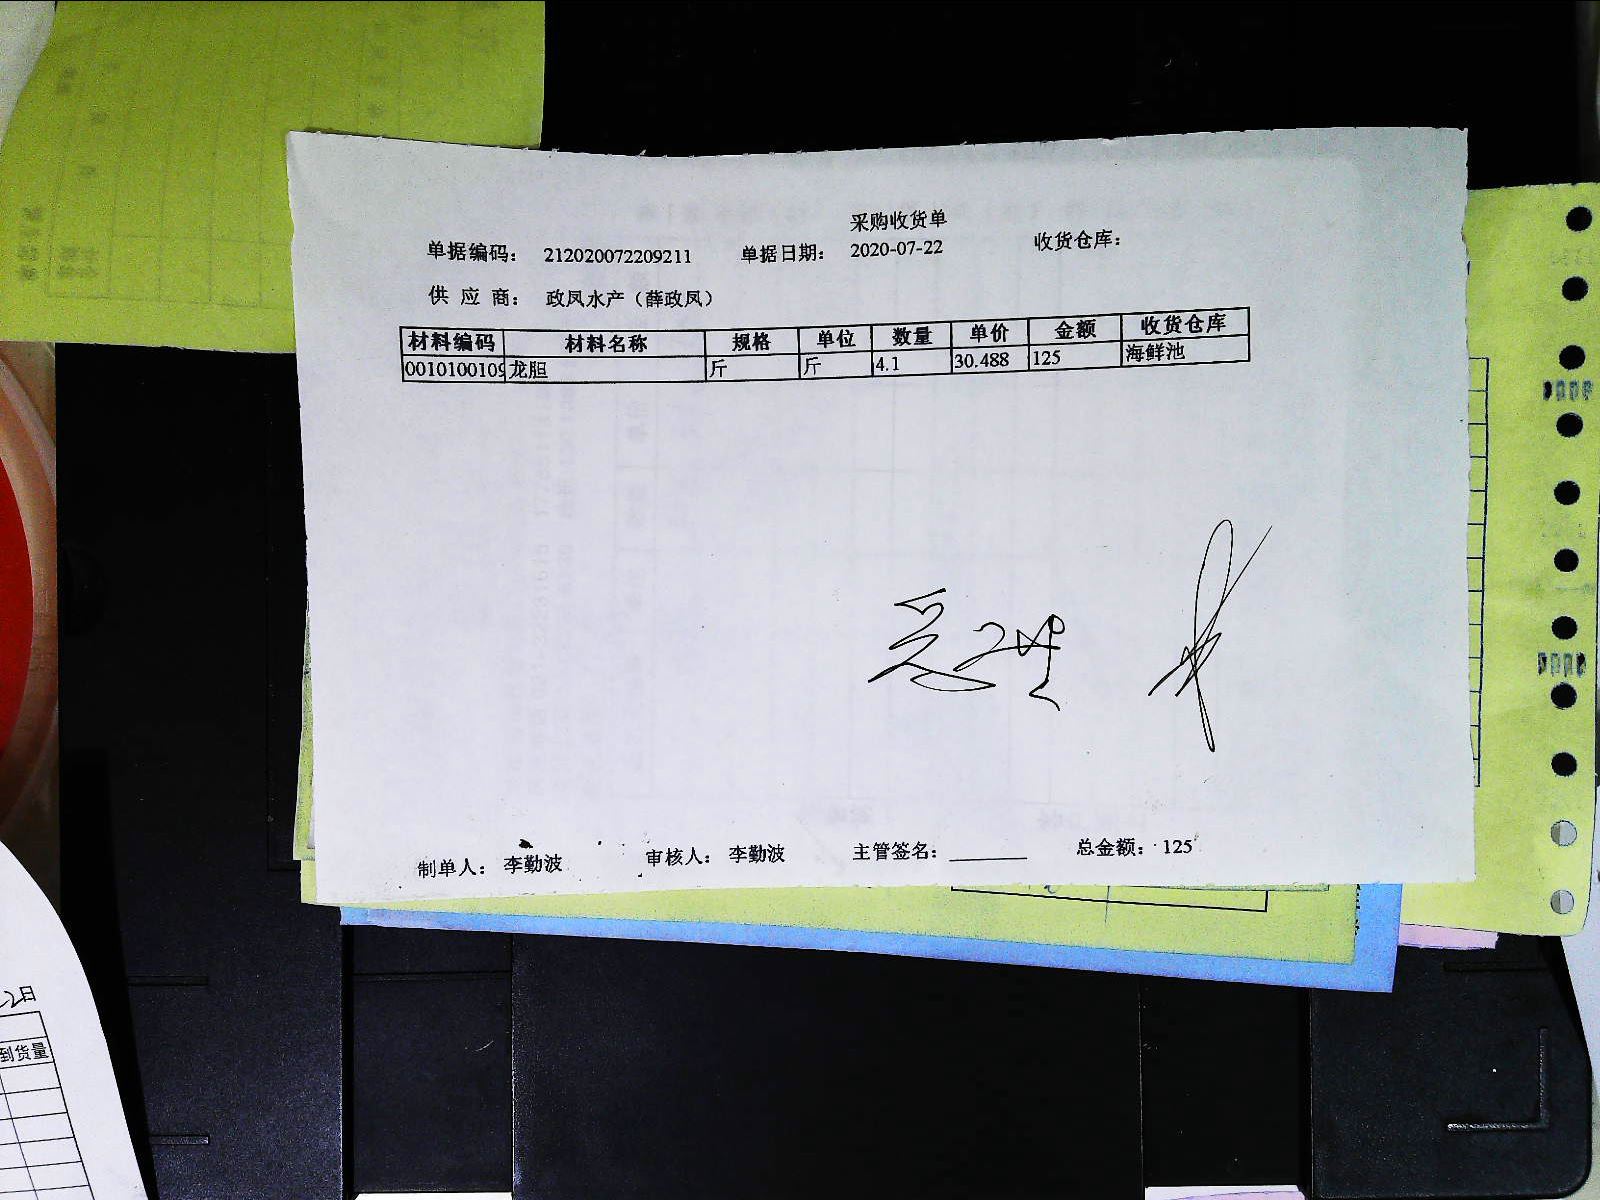 采购收货单
单据编码： 212020072209211 单据日期： 2020-07-22 收货仓库：
供 应 商： 政凤水产（薛政凤）
材料编码 材料名称 规格 单位 数量 单价 金额 收货仓库
0010100109 龙胆 斤 斤 4.1 30.488 125 海鲜池
制单人： 李勤波 审核人： 李勤波 主管签名：________ 总金额： 125
到货量